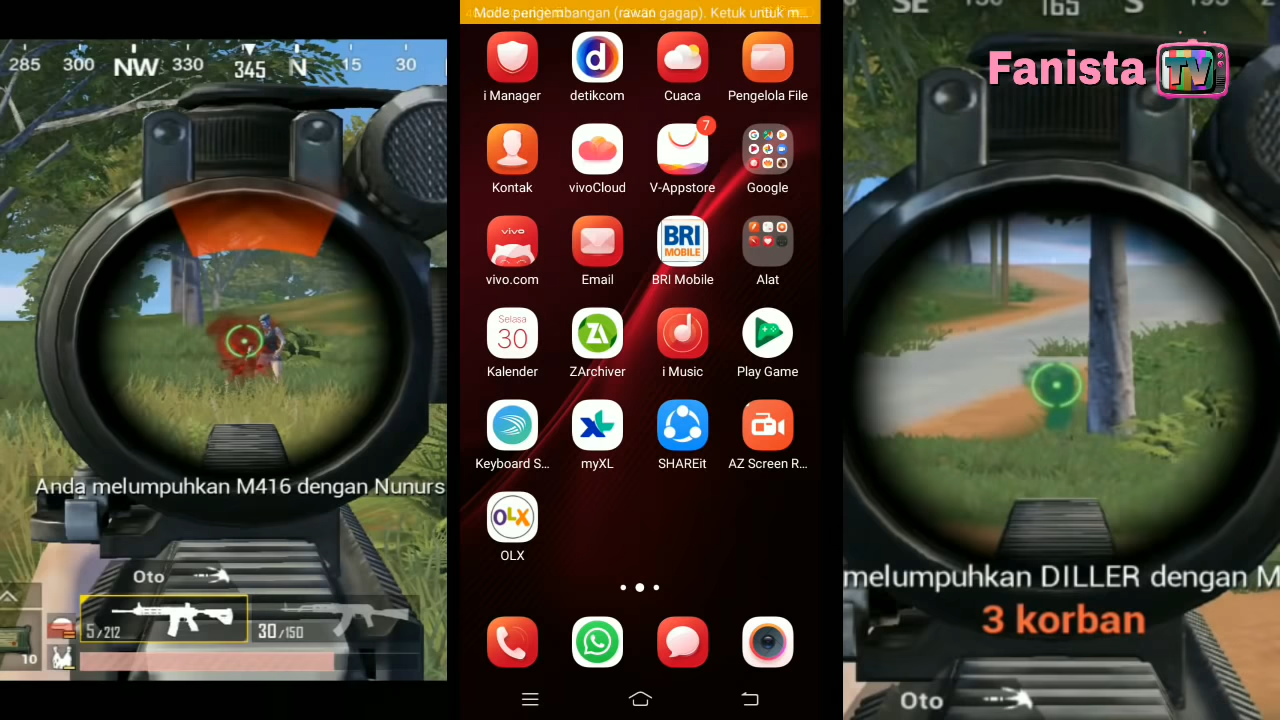 285 300 NW 330 345 N 15 30
Anda melumpuhkan M416 dengan Nunurs
Oto
5/212
30/150
10
Mode pengembangan (rawan gagap). Ketuk untuk m...
i Manager
detikcom
Cuaca
Pengelola File
Kontak
vivoCloud
7
V-Appstore
Google
vivo
vivo.com
Email
BRI
MOBILE
BRI Mobile
Alat
Selasa
30
Kalender
ZA
ZArchiver
i Music
Play Game
Keyboard S...
XL
myXL
SHAREit
AZ Screen R...
OLX
OLX
SE 165 S
Fanista TV
melumpuhkan DILLER dengan M
3 korban
Oto